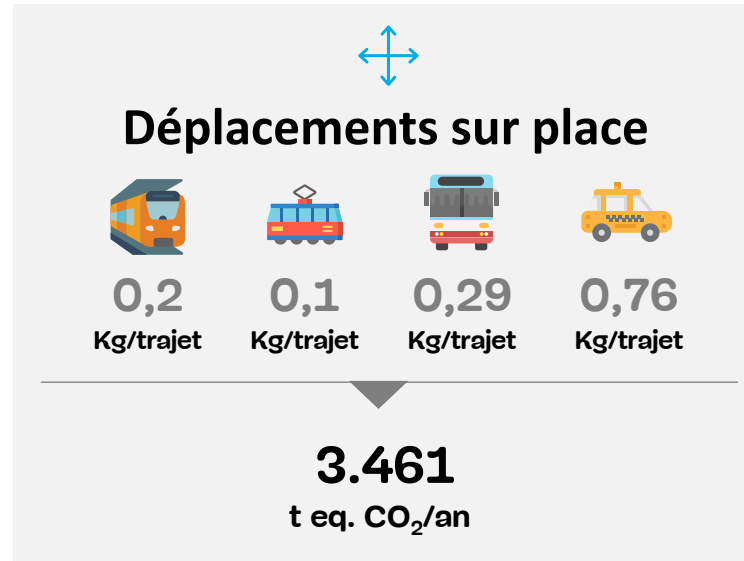 Déplacements sur place
0,2 0,1 0,29 0,76
Kg/trajet Kg/trajet Kg/trajet Kg/trajet
3.461
t eq. CO₂/an